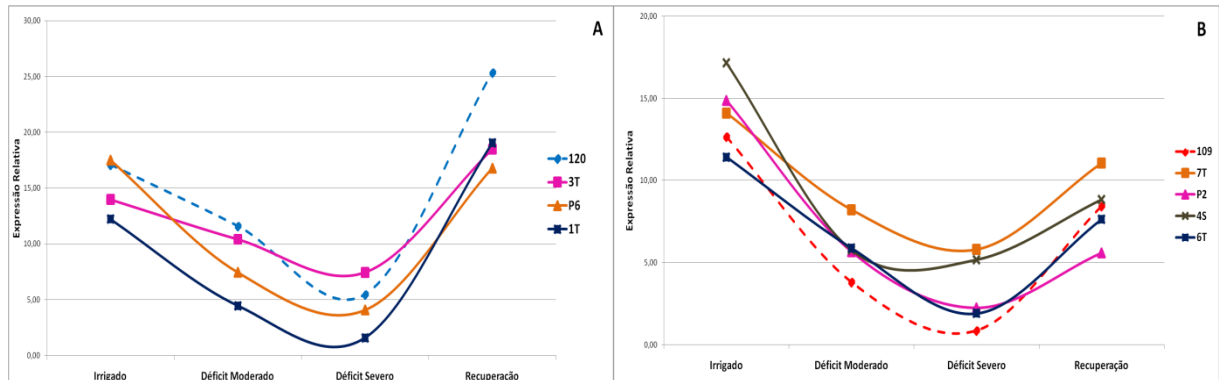 A
Expressão Relativa
30,00
25,00
20,00
15,00
10,00
5,00
0,00
Irrigado
Déficit Moderado
Déficit Severo
Recuperação
120
3T
P6
1T
B
Expressão Relativa
20,00
15,00
10,00
5,00
0,00
Irrigado
Déficit Moderado
Déficit Severo
Recuperação
109
7T
P2
4S
6T